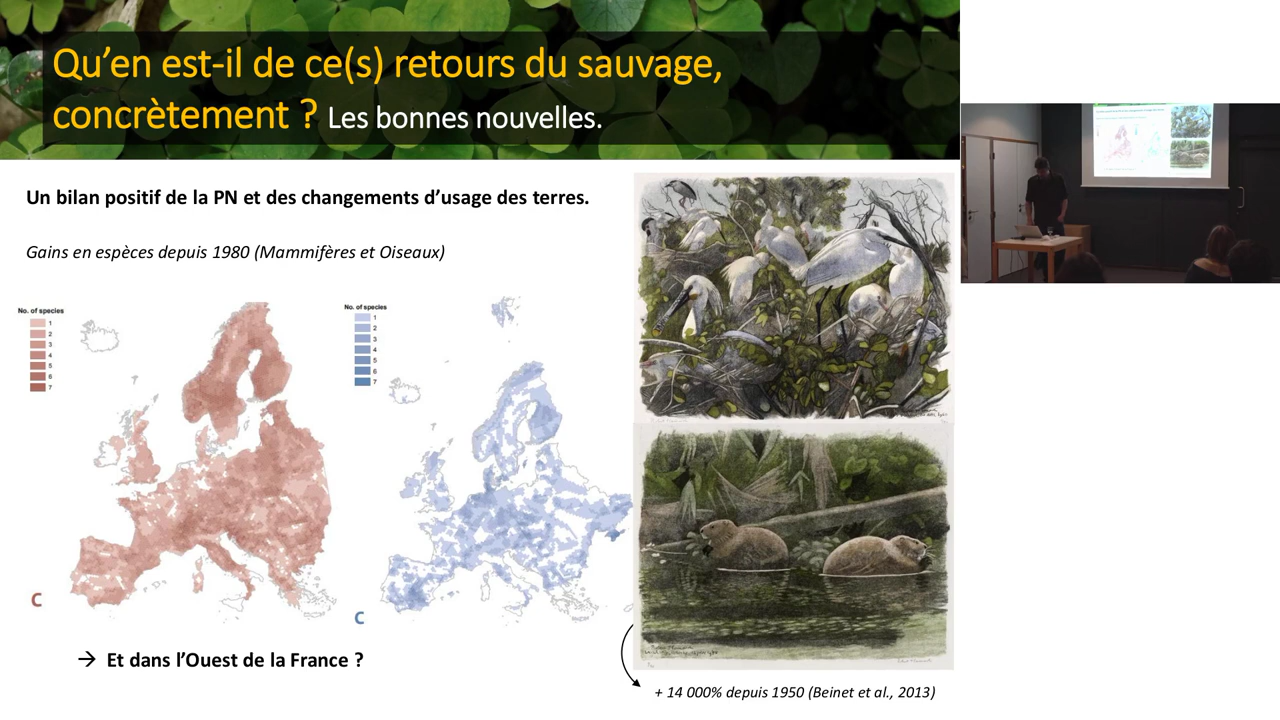 Qu’en est-il de ce(s) retours du sauvage,
concrètement ? Les bonnes nouvelles.
Un bilan positif de la PN et des changements d’usage des terres.
Gains en espèces depuis 1980 (Mammifères et Oiseaux)
No. of species
1
2
3
4
5
6
7
C
No. of species
1
2
3
4
5
6
7
C
→ Et dans l’Ouest de la France ?
+ 14 000% depuis 1950 (Beinet et al., 2013)